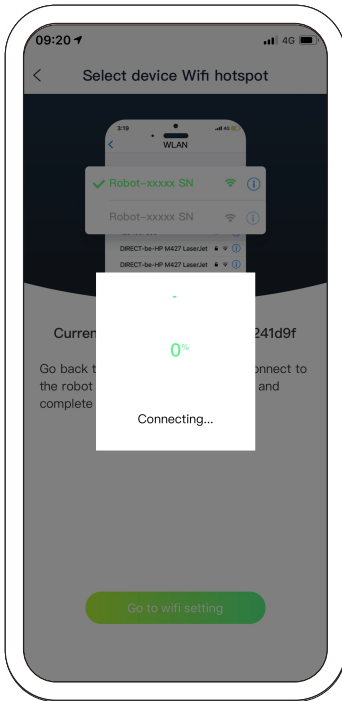 09:20
4G
Select device Wifi hotspot
3:19
4G
WLAN
Robot-xxxxx SN
Robot-xxxxx SN
DIRECT-be-HP M427 LaserJet
DIRECT-be-HP M427 LaserJet
Curren 241d9f
Go back t onnect to
the robot and
complete
0%
Connecting...
Go to wifi setting